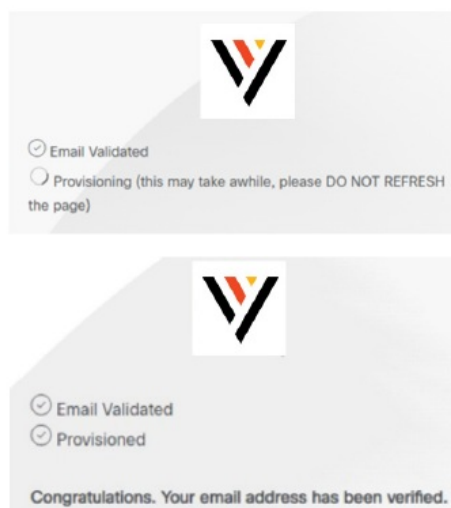 Email Validated
Provisioning (this may take awhile, please DO NOT REFRESH
the page)
Email Validated
Provisioned
Congratulations. Your email address has been verified.